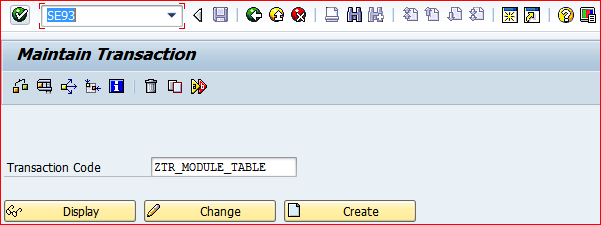 SE93
Maintain Transaction
Transaction Code ZTR_MODULE_TABLE
Display Change Create